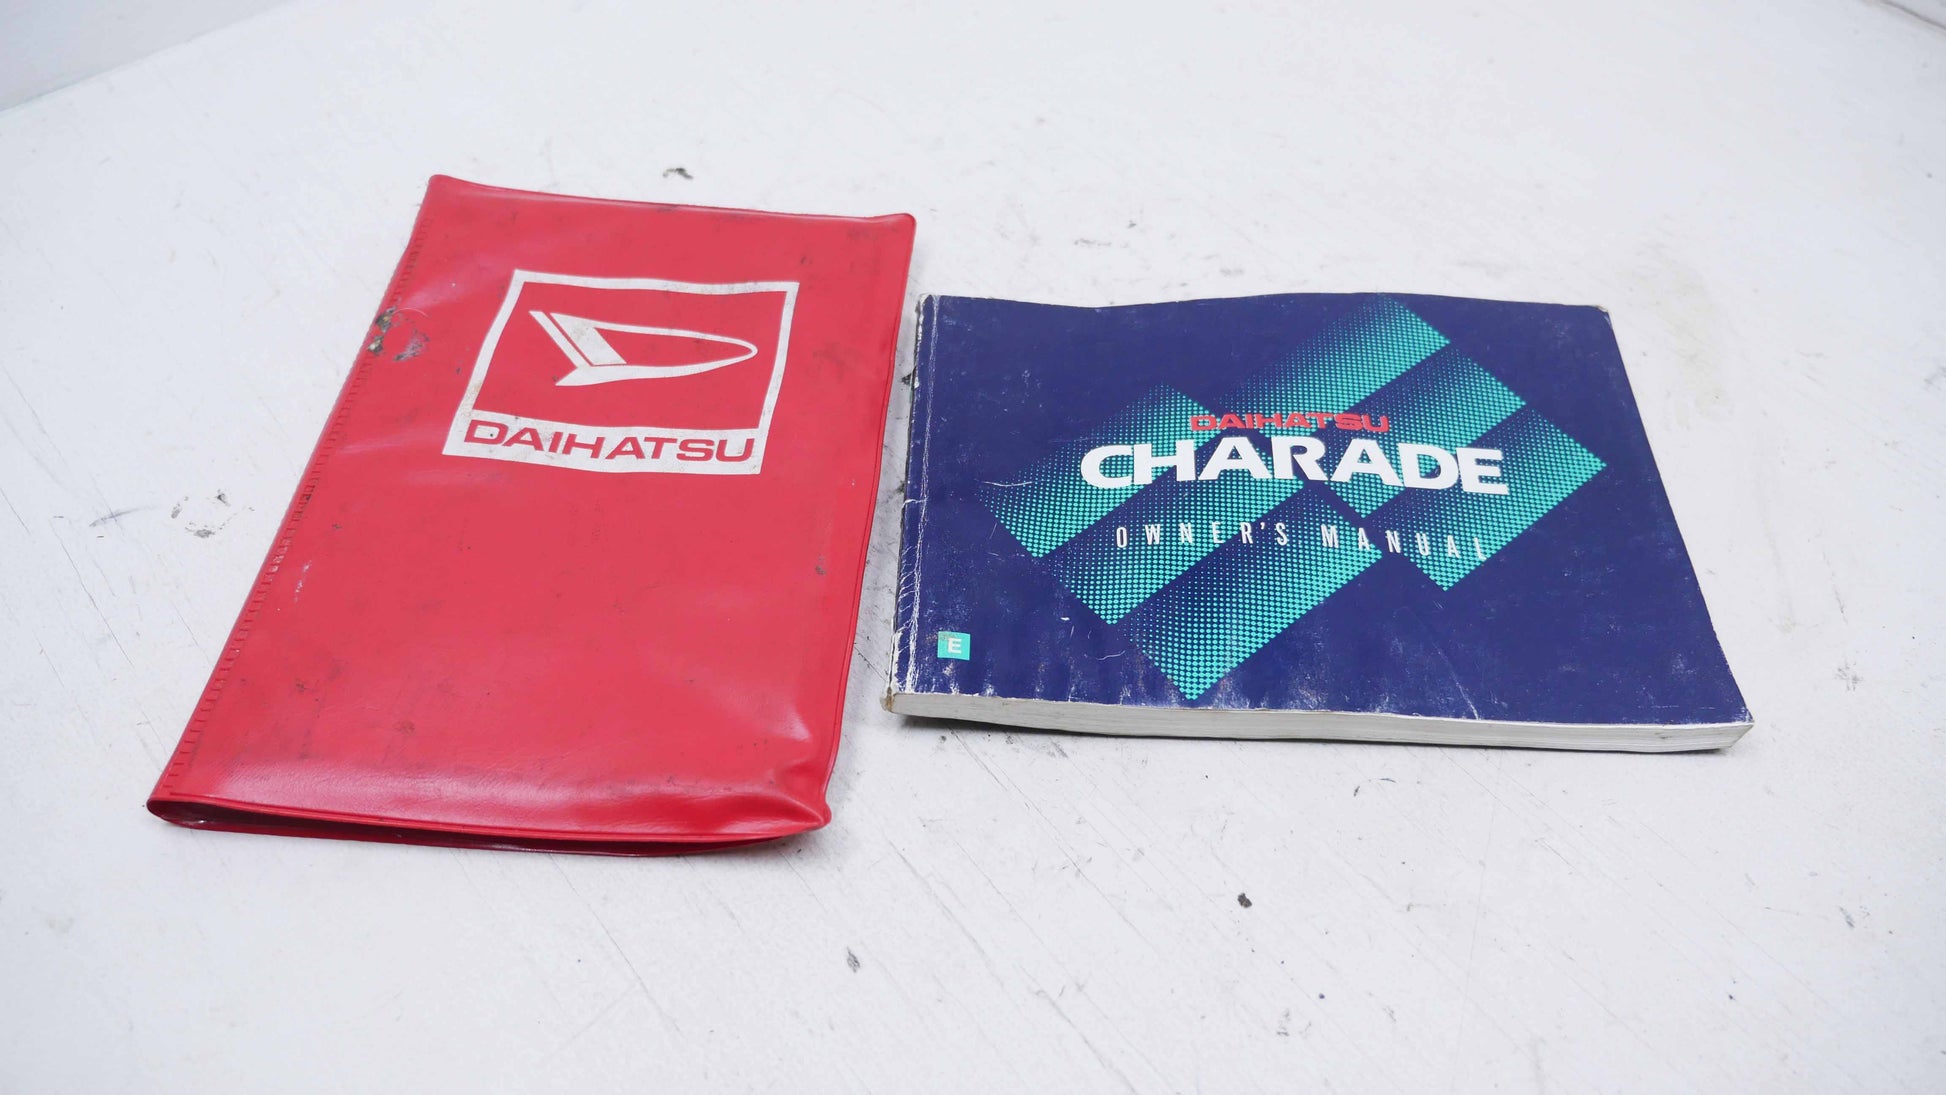 DAIHATSU
DAIHATSU
CHARADE
OWNER'S MANUAL
E